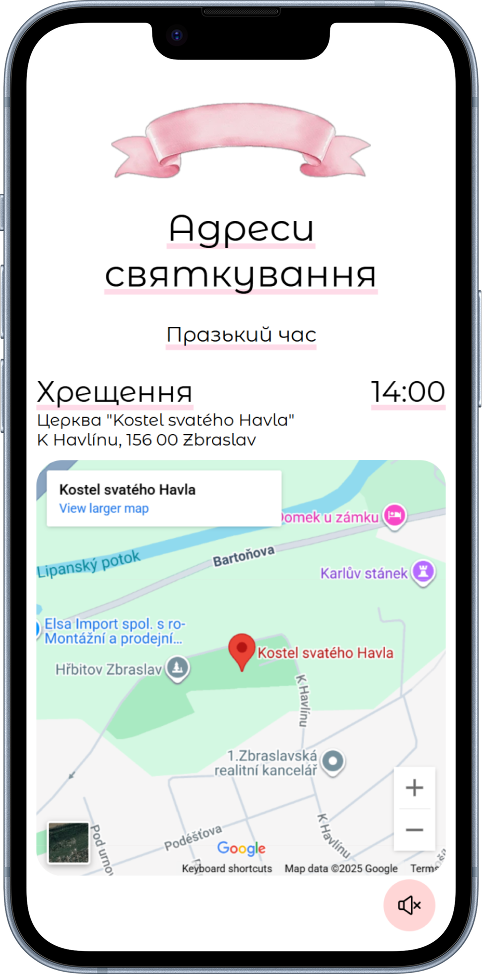 Адреси
святкування
Празький час
Хрещення 14:00
Церква "Kostel svatého Havla"
K Havlínu, 156 00 Zbraslav
Kostel svatého Havla
View larger map
Domek u zámku
Lipanský potok
Bartoňova
Karlův stánek
Elsa Import spol. s ro-
Montážní a prodejní...
Kostel svatého Havla
Hřbitov Zbraslav
K Havlínu
1.Zbraslavská
realitní kancelář
+
−
Pod urnov
Podéšťova
K Havlínu
Google
Keyboard shortcuts Map data ©2025 Google Terms